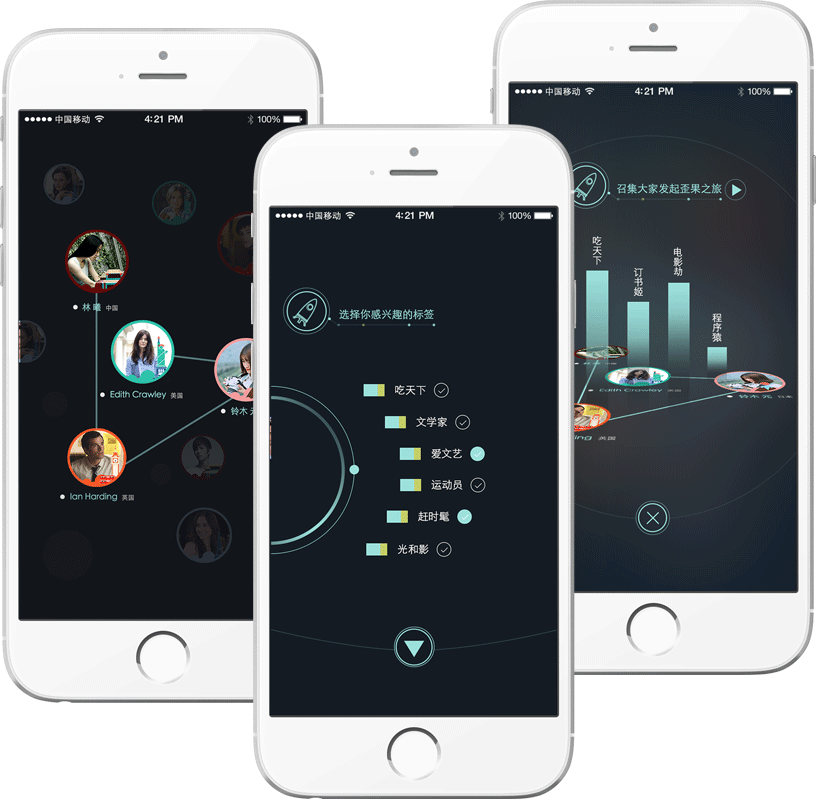 中国移动
4:21 PM
100%
林 曦 中国
Edith Crawley 英国
铃木 元
Ian Harding 英国
中国移动
4:21 PM
100%
选择你感兴趣的标签
吃天下
文学家
爱文艺
运动员
赶时髦
光和影
中国移动
4:21 PM
100%
召集大家发起歪果之旅
吃天下
订书姬
电影劫
程序猿
Edith Crawley 英国
铃木 元 日本
ing 英国